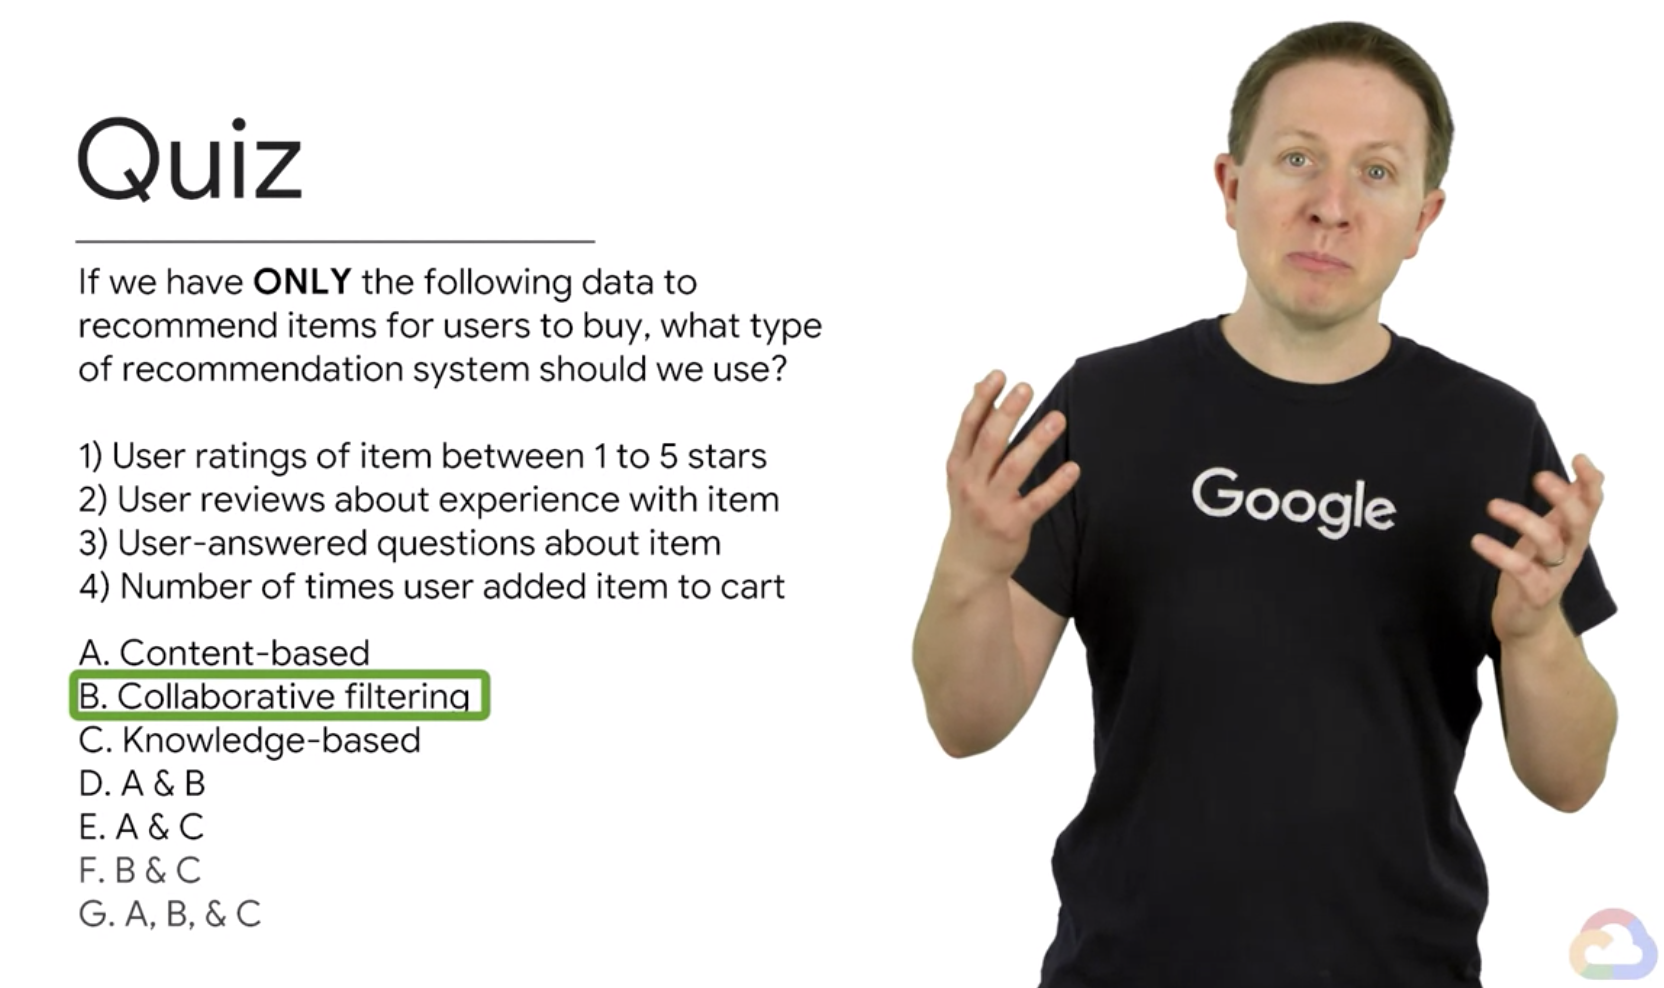 Quiz
If we have ONLY the following data to
recommend items for users to buy, what type
of recommendation system should we use?
1) User ratings of item between 1 to 5 stars
2) User reviews about experience with item
3) User-answered questions about item
4) Number of times user added item to cart
A. Content-based
B. Collaborative filtering
C. Knowledge-based
D. A & B
E. A & C
F. B & C
G. A, B, & C
Google